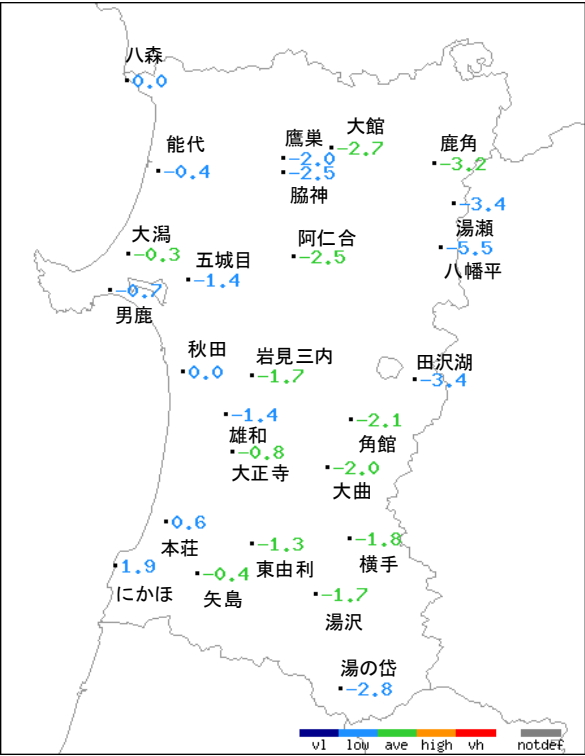 八森
0.0
能代
-0.4
鷹巣
-2.0
-2.5
脇神
大館
-2.7
鹿角
-3.2
-3.4
湯瀬
-5.5
八幡平
大潟
-0.3
五城目
-1.4
阿仁合
-2.5
-0.7
男鹿
秋田
0.0
岩見三内
-1.7
田沢湖
-3.4
-1.4
雄和
-0.8
大正寺
-2.1
角館
-2.0
大曲
0.6
本荘
-1.3
東由利
-1.8
横手
1.9
にかほ
-0.4
矢島
-1.7
湯沢
湯の岱
-2.8
vl low ave high vh notdef